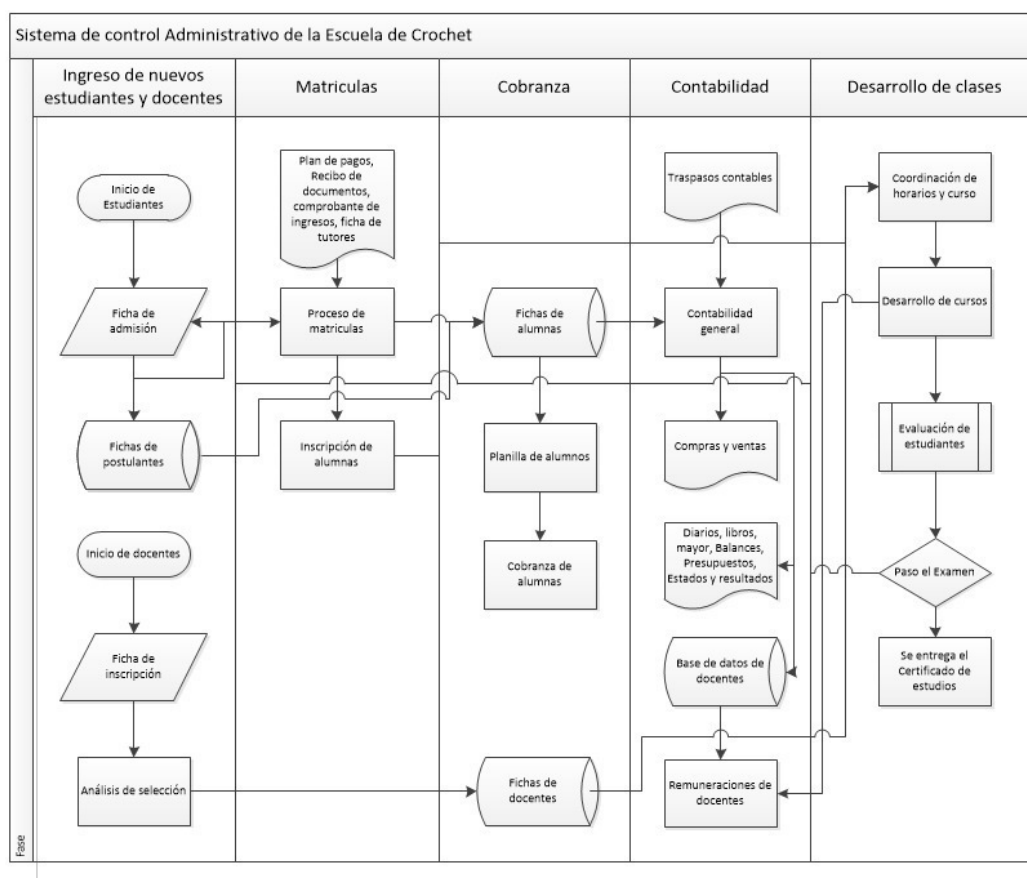 Sistema de control Administrativo de la Escuela de Crochet
Fase
Ingreso de nuevos
estudiantes y docentes
Matriculas
Cobranza
Contabilidad
Desarrollo de clases
Inicio de
Estudiantes
Ficha de
admisión
Fichas de
postulantes
Inicio de docentes
Ficha de
inscripción
Análisis de selección
Plan de pagos,
Recibo de
documentos,
comprobante de
ingresos, ficha de
tutores
Proceso de
matriculas
Inscripción de
alumnas
Fichas de
alumnas
Planilla de alumnos
Cobranza de
alumnas
Fichas de
docentes
Traspasos contables
Contabilidad
general
Compras y ventas
Diarios, libros,
mayor, Balances,
Presupuestos,
Estados y resultados
Base de datos de
docentes
Remuneraciones de
docentes
Coordinación de
horarios y curso
Desarrollo de cursos
Evaluación de
estudiantes
Paso el Examen
Se entrega el
Certificado de
estudios